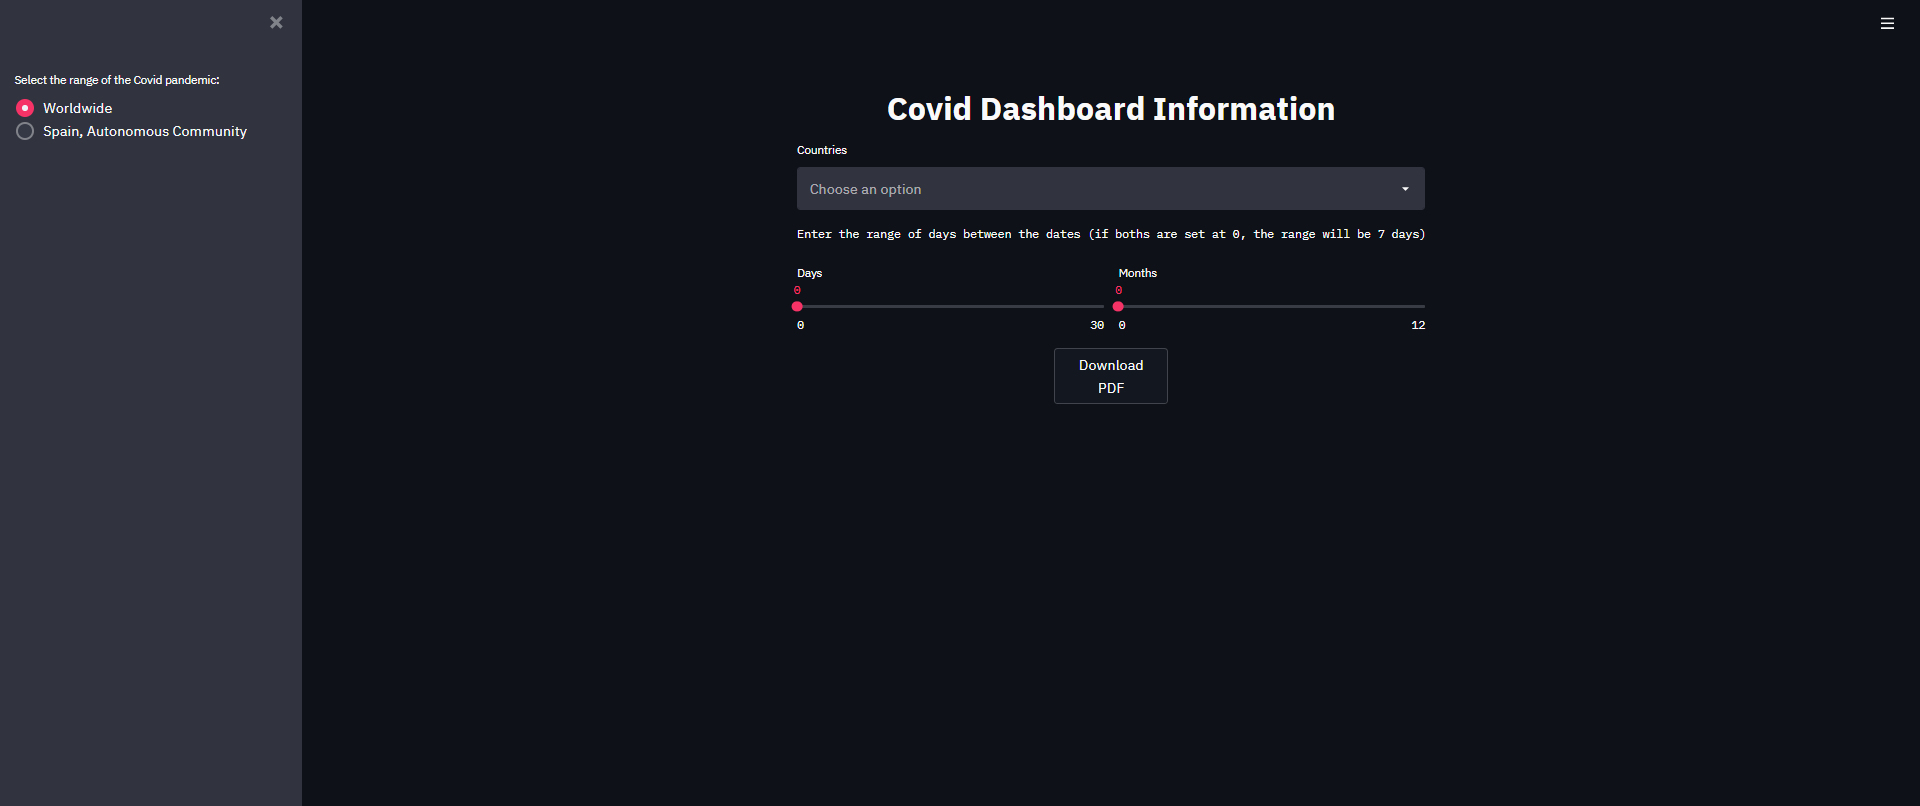 Select the range of the Covid pandemic:
Worldwide
Spain, Autonomous Community
Covid Dashboard Information
Countries
Choose an option
Enter the range of days between the dates (if boths are set at 0, the range will be 7 days)
Days
0
0 30
Months
0
0 12
Download
PDF